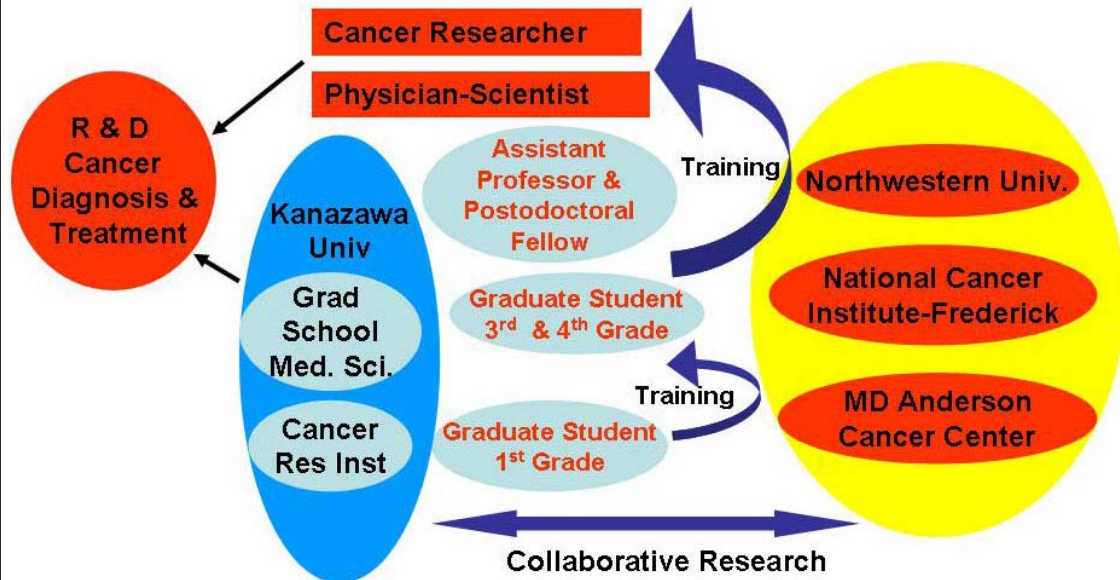 Cancer Researcher
Physician-Scientist
R & D
Cancer
Diagnosis &
Treatment
Kanazawa
Univ
Grad
School
Med. Sci.
Cancer
Res Inst
Assistant
Professor &
Postodoctoral
Fellow
Graduate Student
3rd & 4th Grade
Graduate Student
1st Grade
Training
Training
Northwestern Univ.
National Cancer
Institute-Frederick
MD Anderson
Cancer Center
Collaborative Research